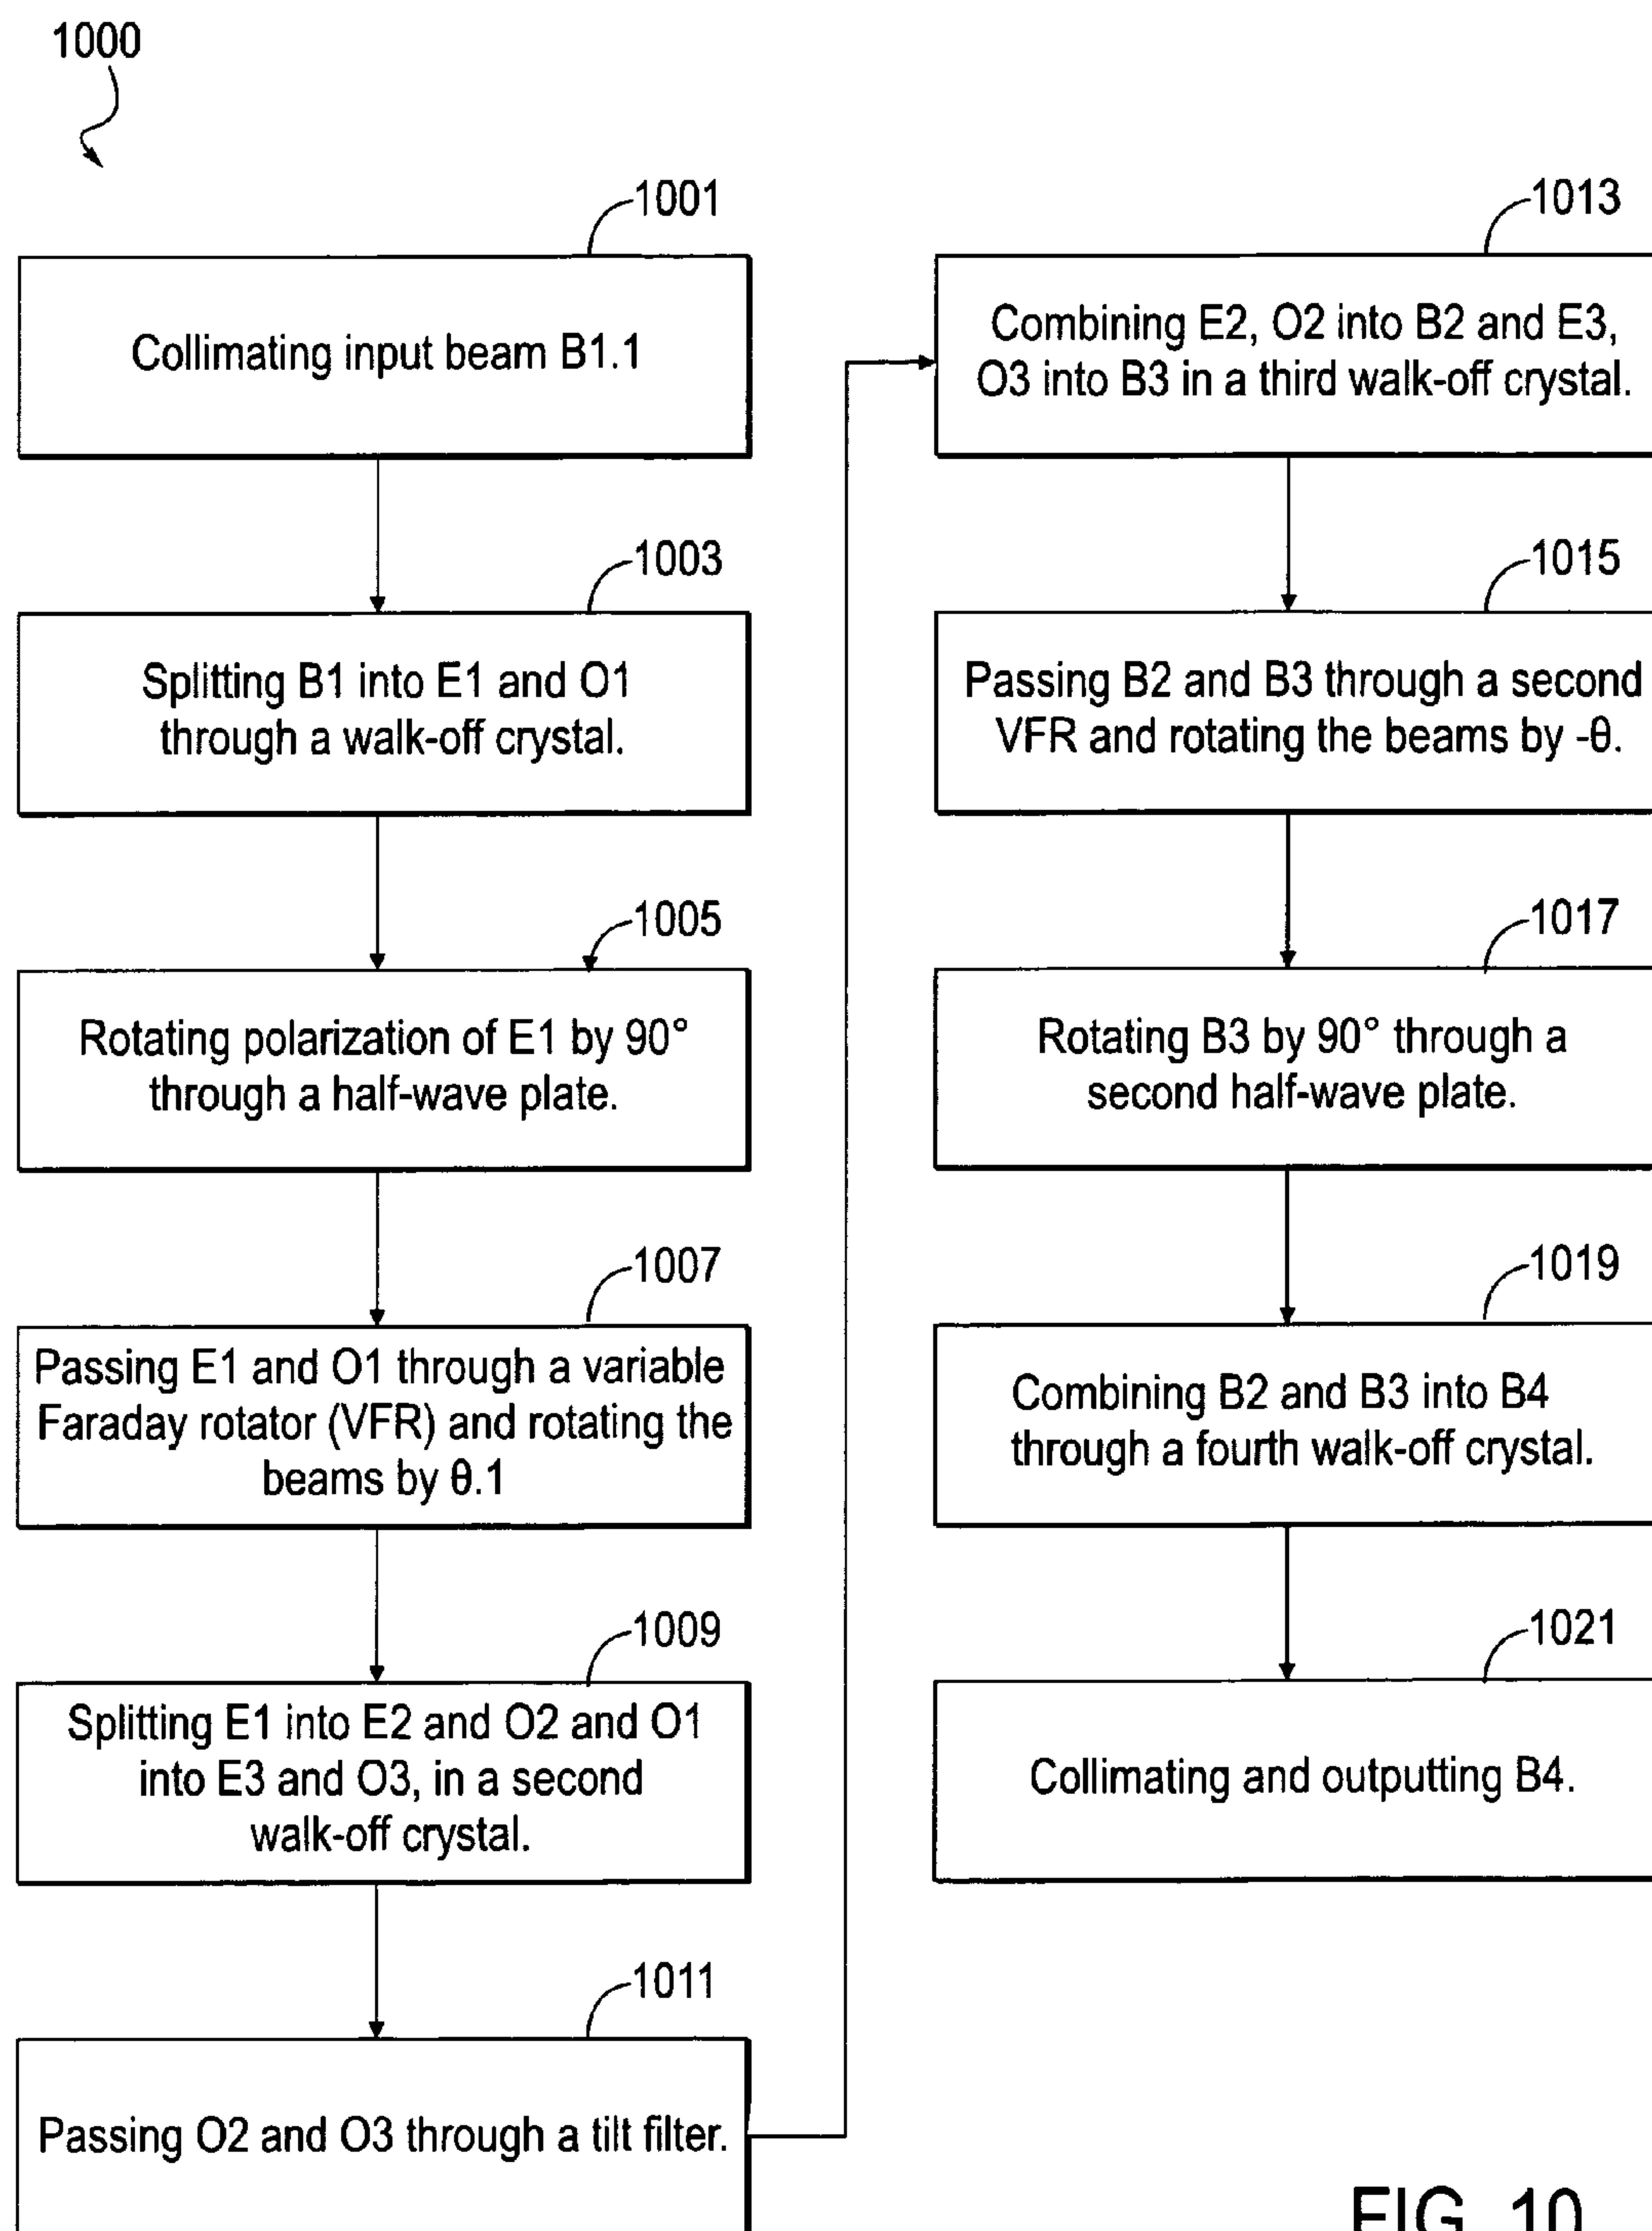 1000
1001
Collimating input beam B1.1
1003
Splitting B1 into E1 and O1
through a walk-off crystal.
1005
Rotating polarization of E1 by 90°
through a half-wave plate.
1007
Passing E1 and O1 through a variable
Faraday rotator (VFR) and rotating the
beams by θ.1
1009
Splitting E1 into E2 and O2 and O1
into E3 and O3, in a second
walk-off crystal.
1011
Passing O2 and O3 through a tilt filter.
1013
Combining E2, O2 into B2 and E3,
O3 into B3 in a third walk-off crystal.
1015
Passing B2 and B3 through a second
VFR and rotating the beams by -θ.
1017
Rotating B3 by 90° through a
second half-wave plate.
1019
Combining B2 and B3 into B4
through a fourth walk-off crystal.
1021
Collimating and outputting B4.
FIG. 10